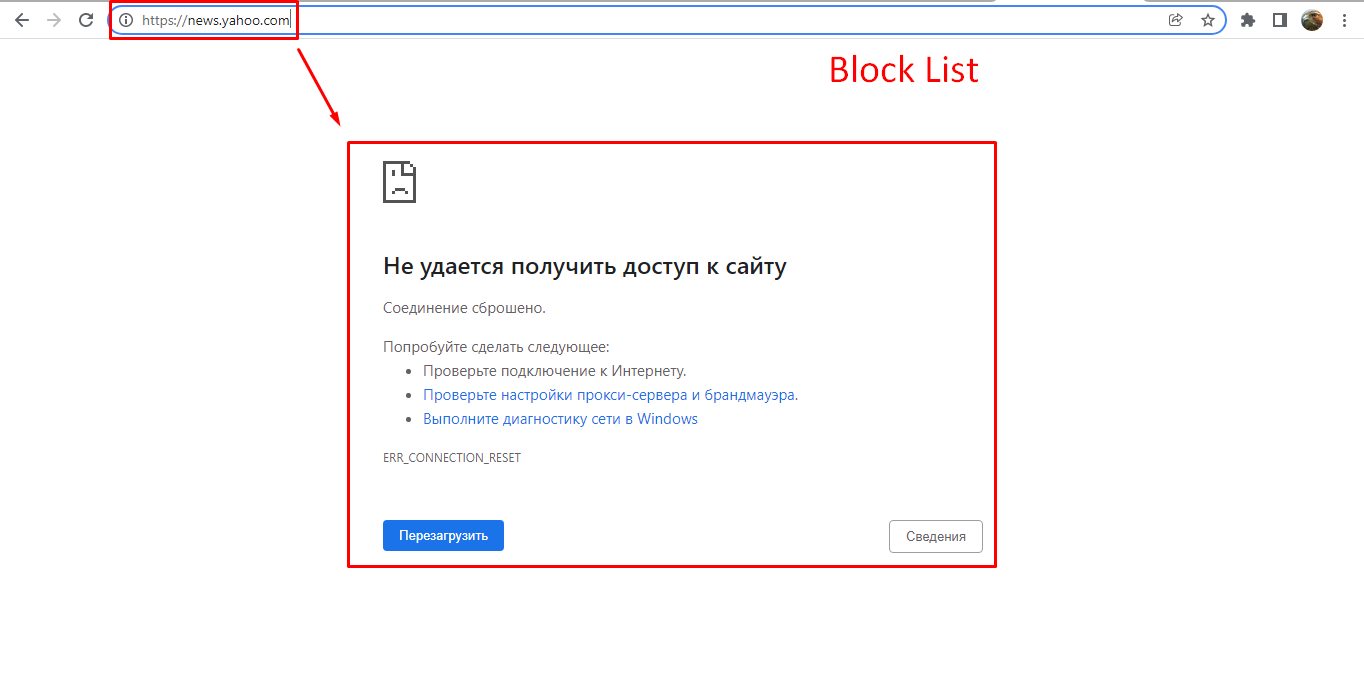 https://news.yahoo.com
Block List
Не удается получить доступ к сайту
Соединение сброшено.
Попробуйте сделать следующее:
Проверьте подключение к Интернету.
Проверьте настройки прокси-сервера и брандмауэра.
Выполните диагностику сети в Windows
ERR_CONNECTION_RESET
Перезагрузить
Сведения